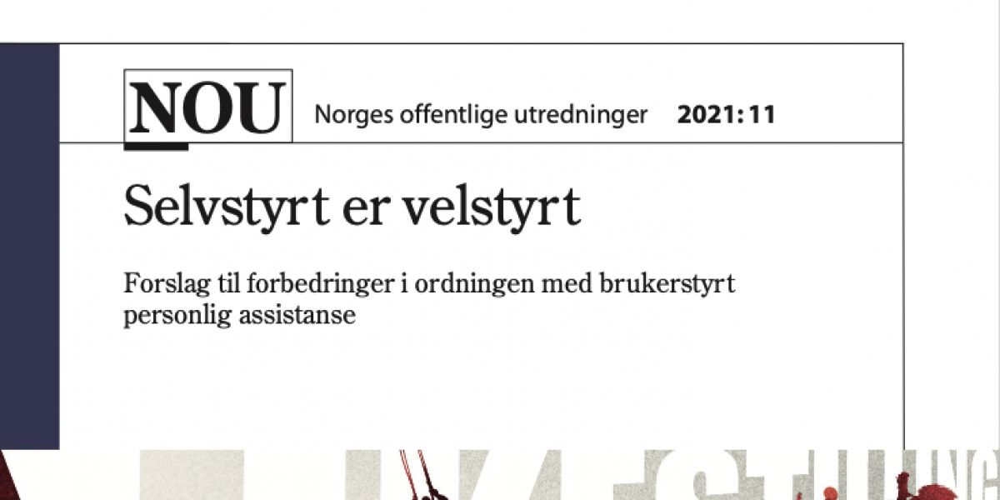 NOU Norges offentlige utredninger 2021: 11
Selvstyrt er velstyrt
Forslag til forbedringer i ordningen med brukerstyrt
personlig assistanse